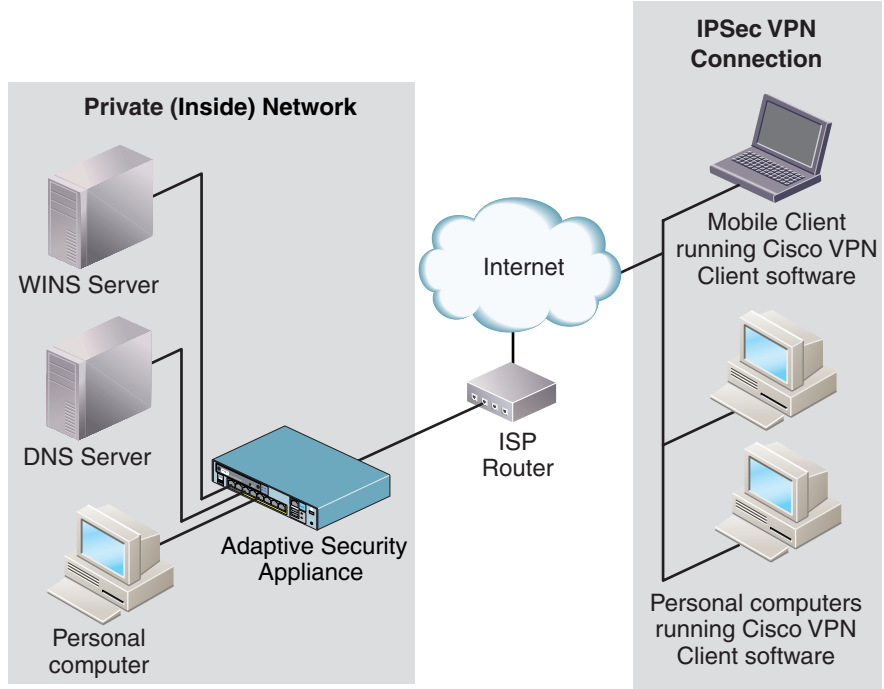 IPSec VPN
Connection
Private (Inside) Network
WINS Server
DNS Server
Personal
computer
Adaptive Security
Appliance
Internet
ISP
Router
Mobile Client
running Cisco VPN
Client software
Personal computers
running Cisco VPN
Client software